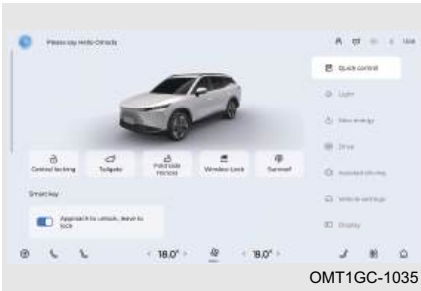 Please say Hello Omoda
Quick control
Light
New energy
Drive
Central locking
Tailgate
Fold side mirrors
Window Lock
Sunroof
Assisted driving
Vehicle settings
Smart key
Approach to unlock, leave to lock
Display
18.0°
18.0°
OMT1GC-1035